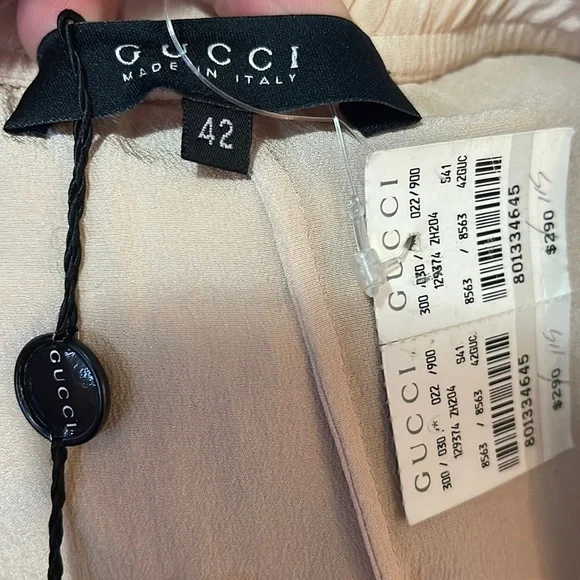 GUCCI
MADE IN ITALY
42
GUCCI
GUCCI
300 /030/ 022/900
129374 ZH204 S41
8563 / 8563 42GUC
801334645
$290
GUCCI
300 / 030/ 022 /900
129374 ZH204 S41
8563 / 8563 42GUC
801334645
$290